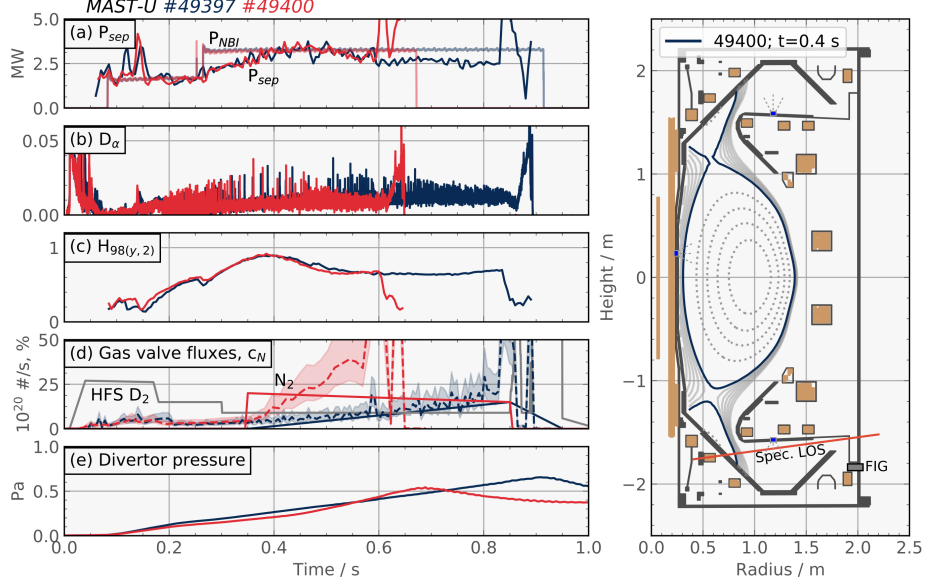 MAST-U #49397 #49400
(a) P_sep
P_NBI
P_sep
MW
5.0
2.5
0.0
(b) D_α
0.05
0.00
(c) H_98(y, 2)
1
0
(d) Gas valve fluxes, c_N
HFS D_2
N_2
10^20 #/s, %
50
25
0
(e) Divertor pressure
Pa
1.0
0.5
0.0
0.0 0.2 0.4 0.6 0.8 1.0
Time / s
49400; t=0.4 s
Height / m
2
1
0
−1
−2
Spec. LOS
FIG
0.0 0.5 1.0 1.5 2.0 2.5
Radius / m